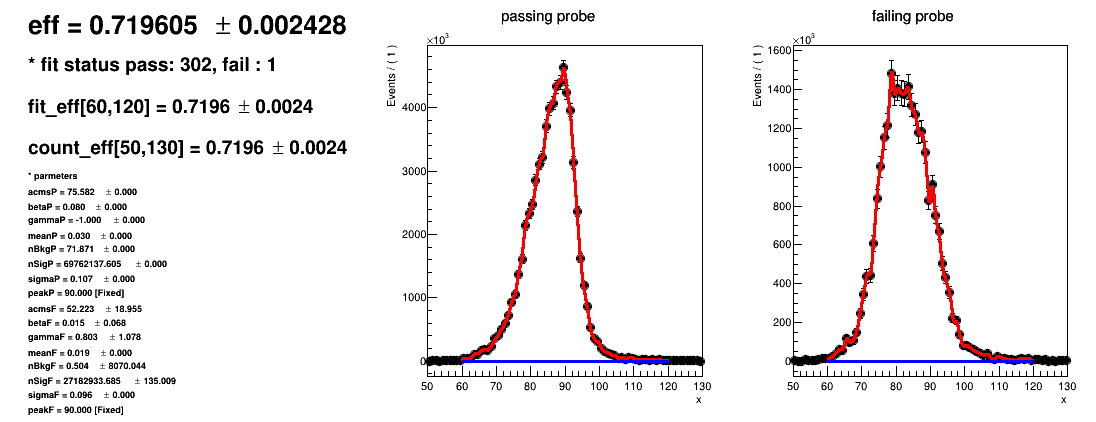 eff = 0.719605 ± 0.002428
* fit status pass: 302, fail : 1
fit_eff[60,120] = 0.7196 ± 0.0024
count_eff[50,130] = 0.7196 ± 0.0024
* parmeters
acmsP = 75.582 ± 0.000
betaP = 0.080 ± 0.000
gammaP = -1.000 ± 0.000
meanP = 0.030 ± 0.000
nBkgP = 71.871 ± 0.000
nSigP = 69762137.605 ± 0.000
sigmaP = 0.107 ± 0.000
peakP = 90.000 [Fixed]
acmsF = 52.223 ± 18.955
betaF = 0.015 ± 0.068
gammaF = 0.803 ± 1.078
meanF = 0.019 ± 0.000
nBkgF = 0.504 ± 8070.044
nSigF = 27182933.685 ± 135.009
sigmaF = 0.096 ± 0.000
peakF = 90.000 [Fixed]
passing probe
×10³
Events / ( 1 )
4000
3000
2000
1000
0
50 60 70 80 90 100 110 120 130
x
failing probe
×10³
Events / ( 1 )
1600
1400
1200
1000
800
600
400
200
0
50 60 70 80 90 100 110 120 130
x